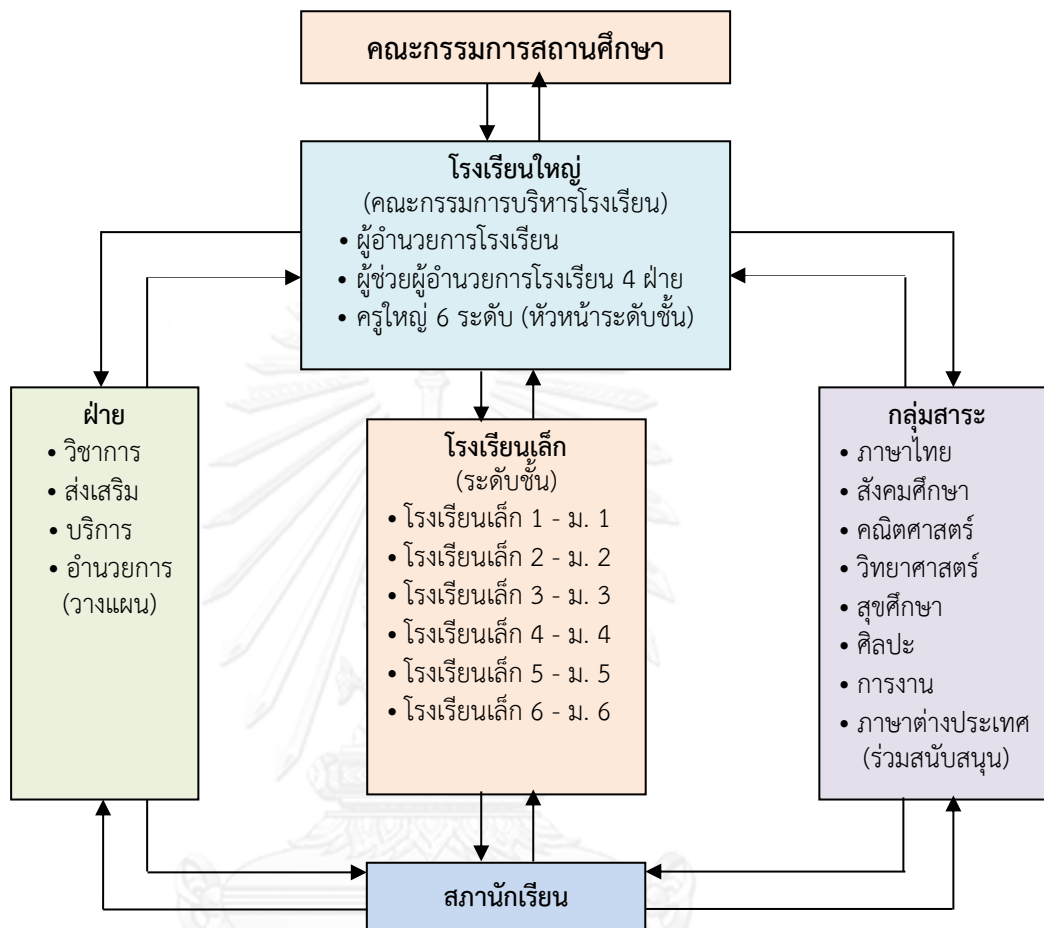 คณะกรรมการสถานศึกษา
โรงเรียนใหญ่
(คณะกรรมการบริหารโรงเรียน)
• ผู้อำนวยการโรงเรียน
• ผู้ช่วยผู้อำนวยการโรงเรียน 4 ฝ่าย
• ครูใหญ่ 6 ระดับ (หัวหน้าระดับชั้น)
ฝ่าย
• วิชาการ
• ส่งเสริม
• บริการ
• อำนวยการ
(วางแผน)
โรงเรียนเล็ก
(ระดับชั้น)
• โรงเรียนเล็ก 1 - ม. 1
• โรงเรียนเล็ก 2 - ม. 2
• โรงเรียนเล็ก 3 - ม. 3
• โรงเรียนเล็ก 4 - ม. 4
• โรงเรียนเล็ก 5 - ม. 5
• โรงเรียนเล็ก 6 - ม. 6
กลุ่มสาระ
• ภาษาไทย
• สังคมศึกษา
• คณิตศาสตร์
• วิทยาศาสตร์
• สุขศึกษา
• ศิลปะ
• การงาน
• ภาษาต่างประเทศ
(ร่วมสนับสนุน)
สภานักเรียน